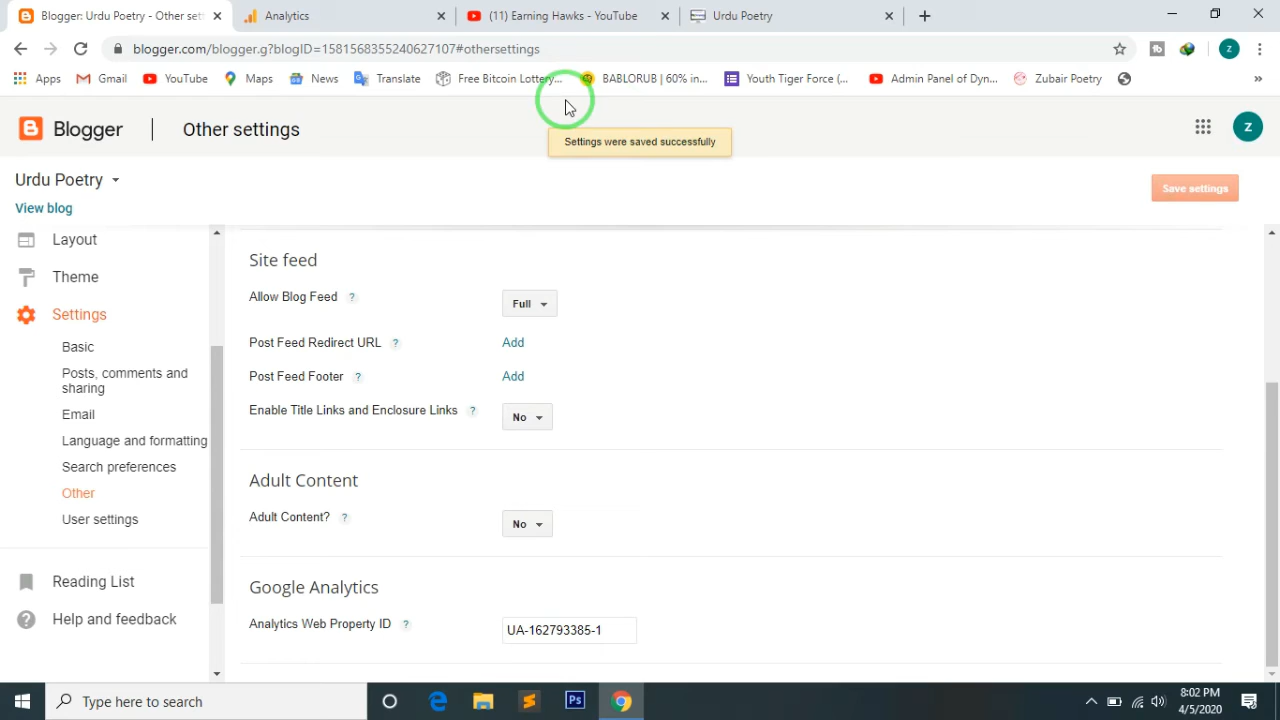 Blogger: Urdu Poetry - Other set
Analytics
(11) Earning Hawks - YouTube
Urdu Poetry
blogger.com/blogger.g?blogID=1581568355240627107#othersettings
z
Apps
Gmail
YouTube
Maps
News
Translate
Free Bitcoin Lottery...
BABLORUB | 60% in...
Youth Tiger Force (...
Admin Panel of Dyn...
Zubair Poetry
»
Blogger
Other settings
z
Settings were saved successfully
Urdu Poetry
View blog
Save settings
Layout
Theme
Settings
Basic
Posts, comments and
sharing
Email
Language and formatting
Search preferences
Other
User settings
Reading List
Help and feedback
Site feed
Allow Blog Feed ?
Full
Post Feed Redirect URL ?
Add
Post Feed Footer ?
Add
Enable Title Links and Enclosure Links ?
No
Adult Content
Adult Content? ?
No
Google Analytics
Analytics Web Property ID ?
UA-162793385-1
Type here to search
Ps
8:02 PM
4/5/2020